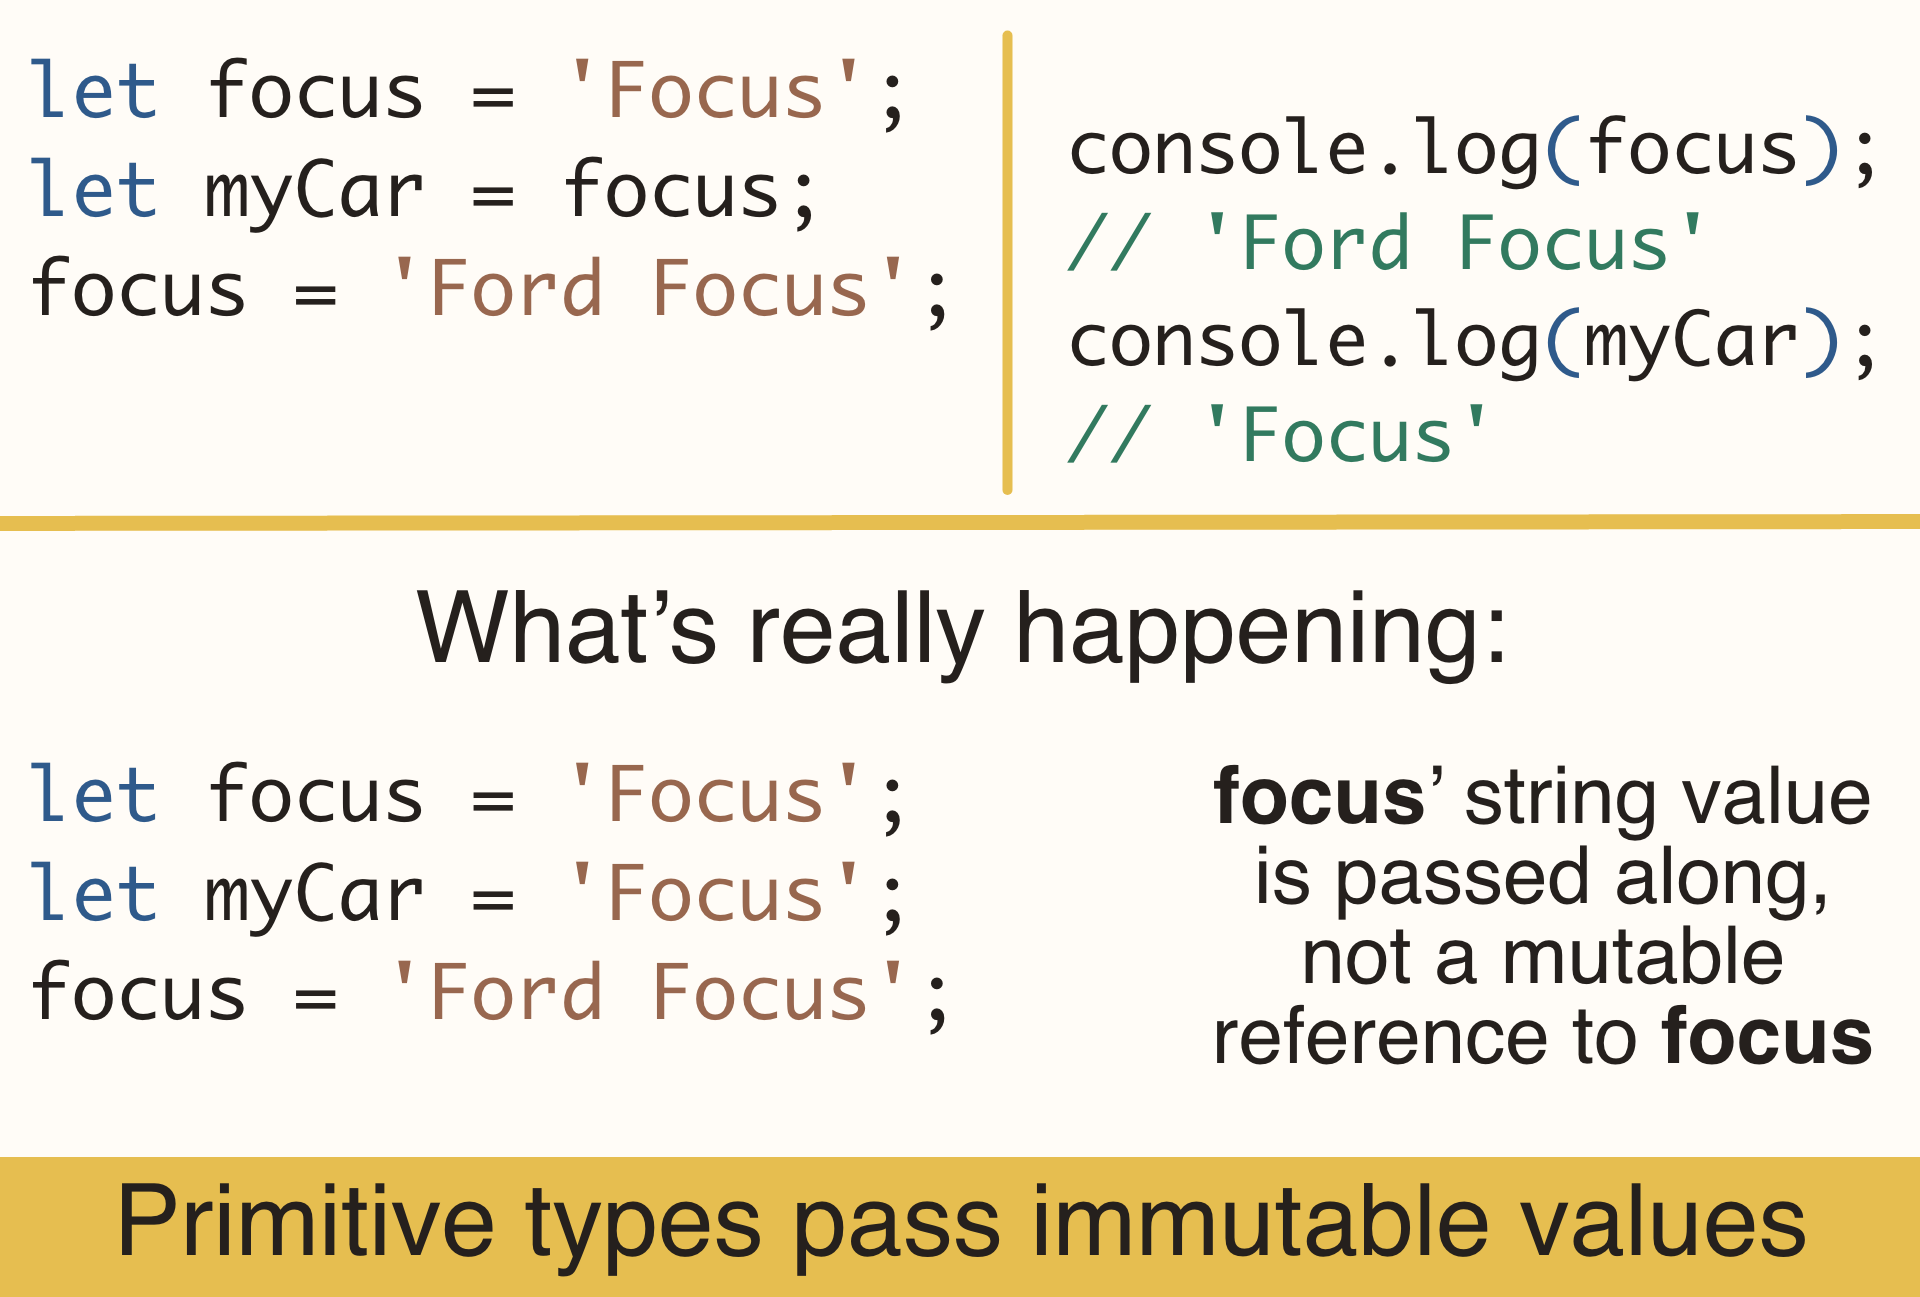 let focus = 'Focus';
let myCar = focus;
focus = 'Ford Focus';
console.log(focus);
// 'Ford Focus'
console.log(myCar);
// 'Focus'
What’s really happening:
let focus = 'Focus';
let myCar = 'Focus';
focus = 'Ford Focus';
focus’ string value
is passed along,
not a mutable
reference to focus
Primitive types pass immutable values